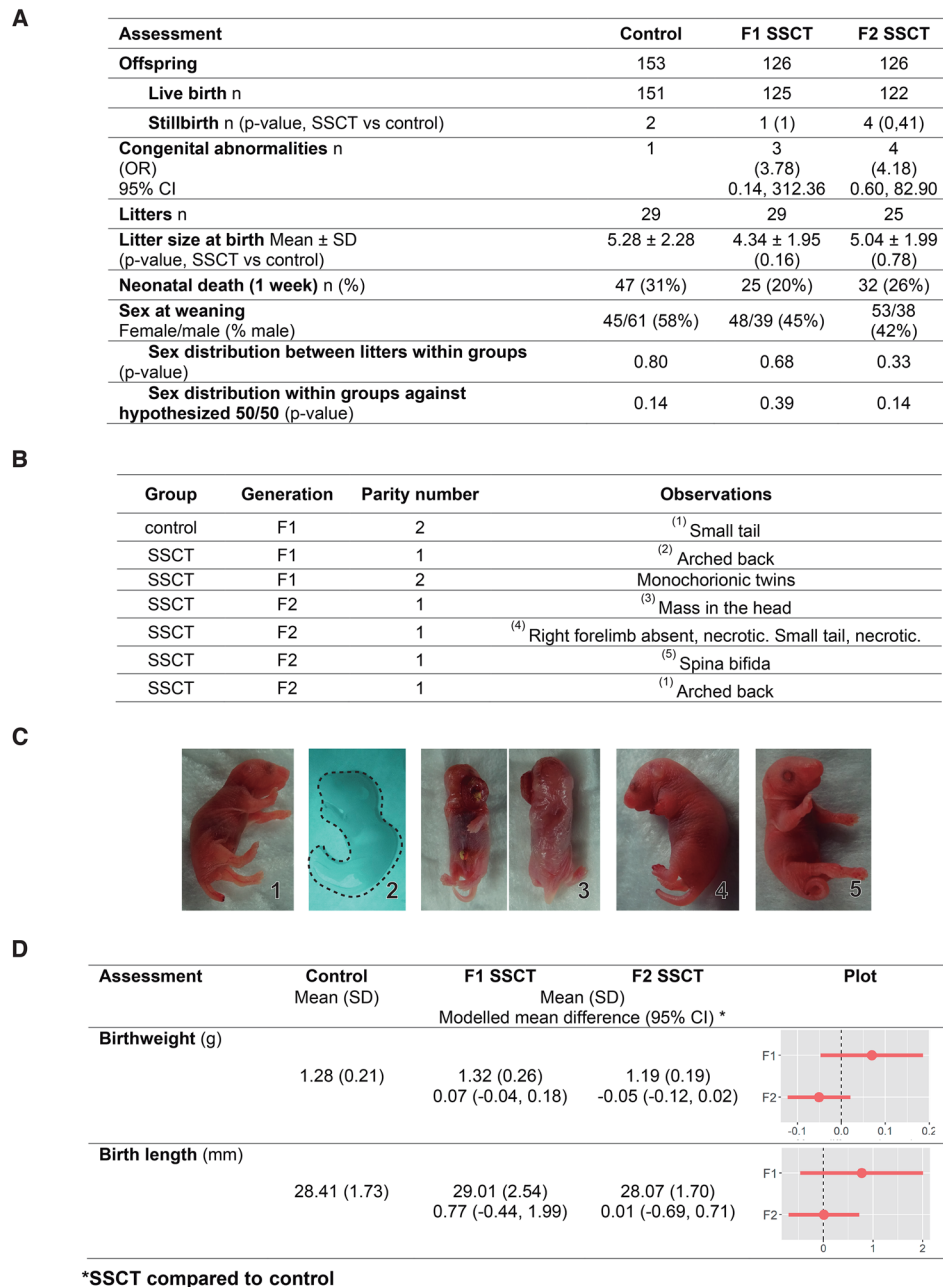 A
Assessment Control F1 SSCT F2 SSCT
Offspring 153 126 126
Live birth n 151 125 122
Stillbirth n (p-value, SSCT vs control) 2 1 (1) 4 (0,41)
Congenital abnormalities n 1 3 4
(OR) (3.78) (4.18)
95% CI 0.14, 312.36 0.60, 82.90
Litters n 29 29 25
Litter size at birth Mean ± SD 5.28 ± 2.28 4.34 ± 1.95 5.04 ± 1.99
(p-value, SSCT vs control) (0.16) (0.78)
Neonatal death (1 week) n (%) 47 (31%) 25 (20%) 32 (26%)
Sex at weaning 53/38
Female/male (% male) 45/61 (58%) 48/39 (45%) (42%)
Sex distribution between litters within groups
(p-value) 0.80 0.68 0.33
Sex distribution within groups against
hypothesized 50/50 (p-value) 0.14 0.39 0.14
B
Group Generation Parity number Observations
control F1 2 (1) Small tail
SSCT F1 1 (2) Arched back
SSCT F1 2 Monochorionic twins
SSCT F2 1 (3) Mass in the head
SSCT F2 1 (4) Right forelimb absent, necrotic. Small tail, necrotic.
SSCT F2 1 (5) Spina bifida
SSCT F2 1 (1) Arched back
C
1 2 3 4 5
D
Assessment Control F1 SSCT F2 SSCT Plot
Mean (SD) Mean (SD)
Modelled mean difference (95% CI) *
Birthweight (g)
1.28 (0.21) 1.32 (0.26) 1.19 (0.19)
0.07 (-0.04, 0.18) -0.05 (-0.12, 0.02)
F1
F2
-0.1 0.0 0.1 0.2
Birth length (mm)
28.41 (1.73) 29.01 (2.54) 28.07 (1.70)
0.77 (-0.44, 1.99) 0.01 (-0.69, 0.71)
F1
F2
0 1 2
*SSCT compared to control